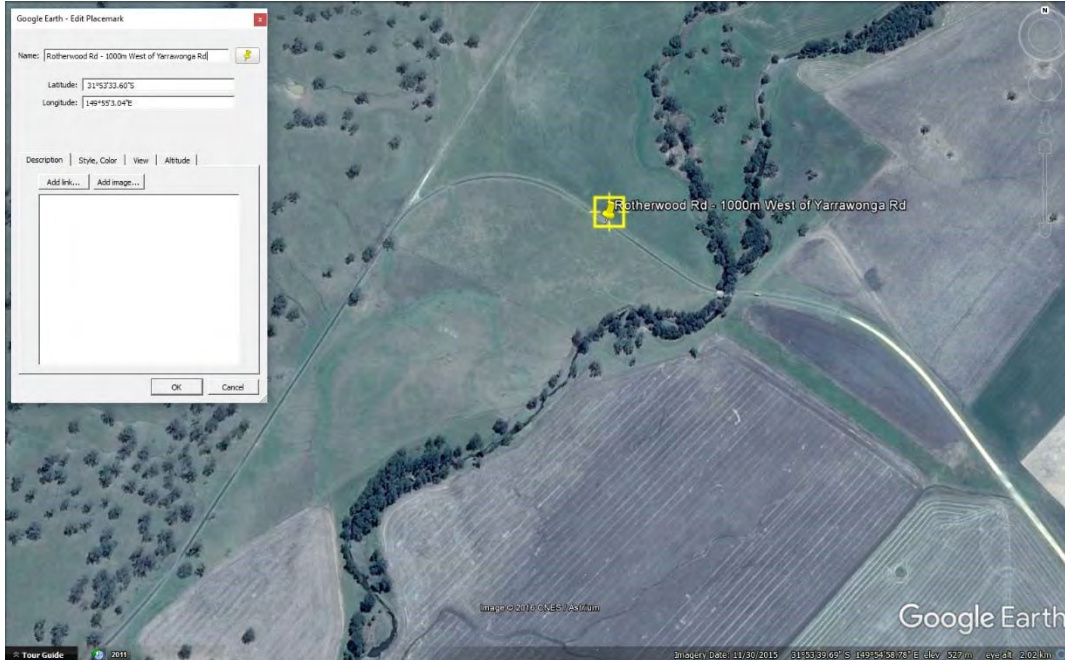 Google Earth - Edit Placemark
x
Name: Rotherwood Rd - 1000m West of Yarrawonga Rd
Latitude: 31°53'33.60"S
Longitude: 149°55'3.04"E
Description Style, Color View Altitude
Add link... Add image...
OK Cancel
N
Rotherwood Rd - 1000m West of Yarrawonga Rd
Image © 2016 CNES / Astrium
Google Earth
Tour Guide 2011
Imagery Date: 11/30/2015 31°53'39.69" S 149°54'58.78" E elev 527 m eye alt 2.02 km